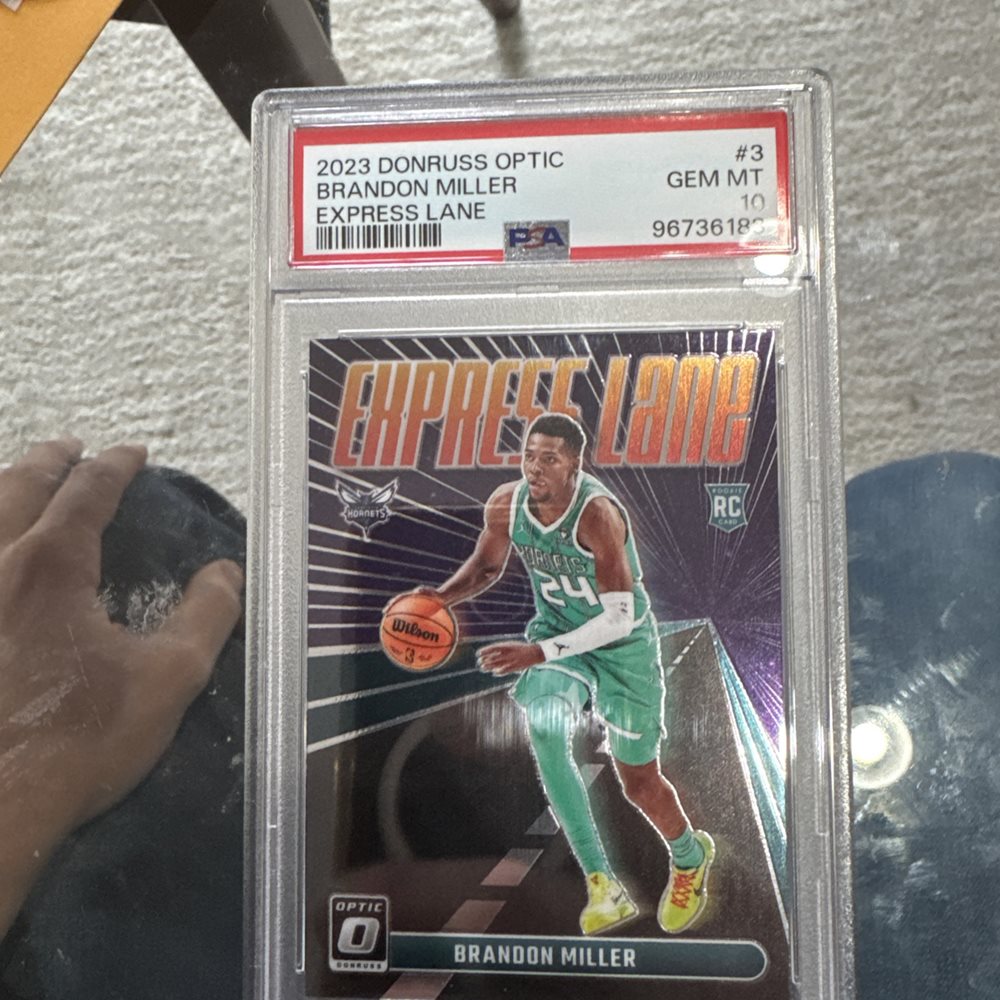 2023 DONRUSS OPTIC #3
BRANDON MILLER GEM MT
EXPRESS LANE 10
PSA
EXPRESS LANE
HORNETS
ROOKIE
RC
CARD
HORNETS
24
Wilson
OPTIC
DONRUSS
BRANDON MILLER